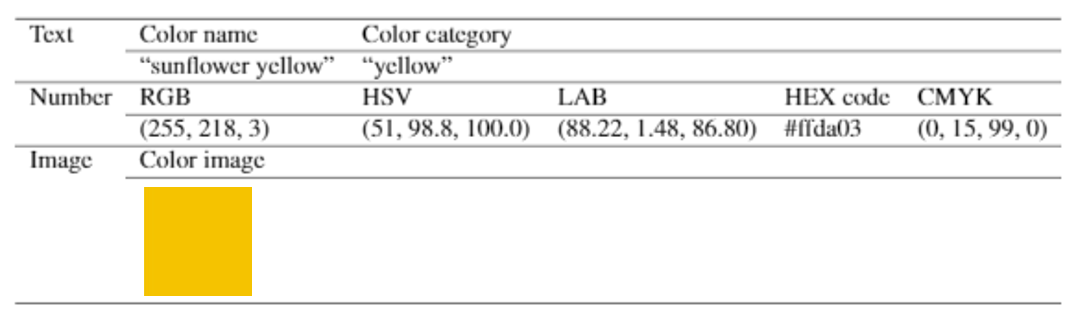 Text Color name Color category
“sunflower yellow” “yellow”
Number RGB HSV LAB HEX code CMYK
(255, 218, 3) (51, 98.8, 100.0) (88.22, 1.48, 86.80) #ffda03 (0, 15, 99, 0)
Image Color image